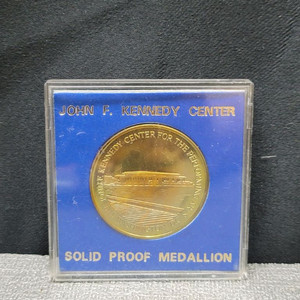 JOHN F. KENNEDY CENTER
JOHN F. KENNEDY CENTER FOR THE PERFORMING ARTS
SOLID PROOF MEDALLION